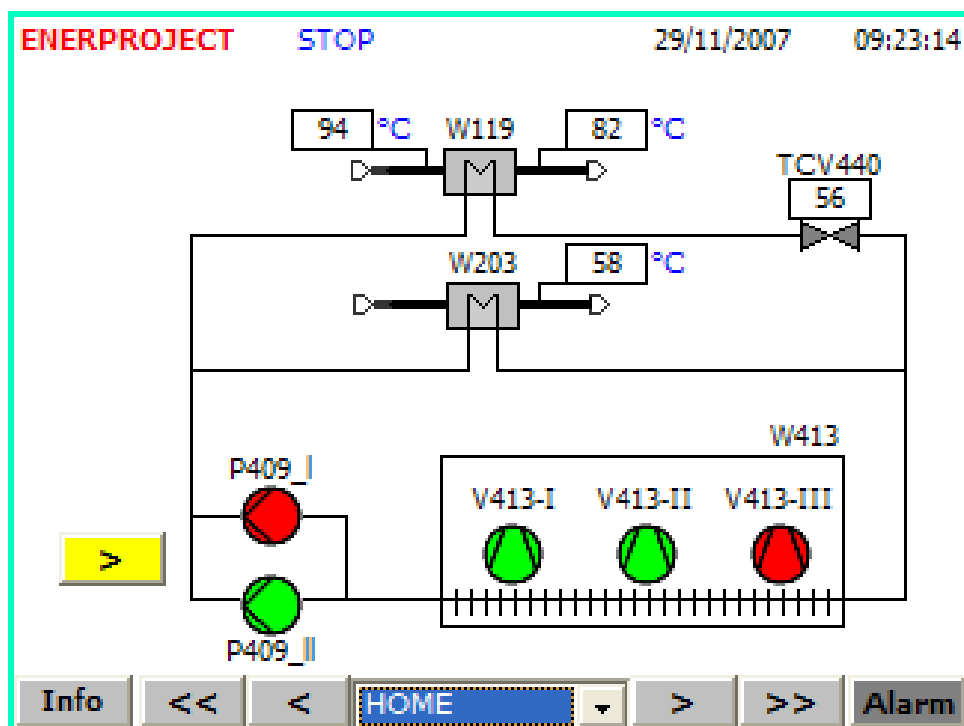 ENERPROJECT STOP 29/11/2007 09:23:14
94 °C W119 82 °C
TCV440
56
W203 58 °C
W413
P409_I
V413-I V413-II V413-III
>
P409_II
Info << < HOME > >> Alarm